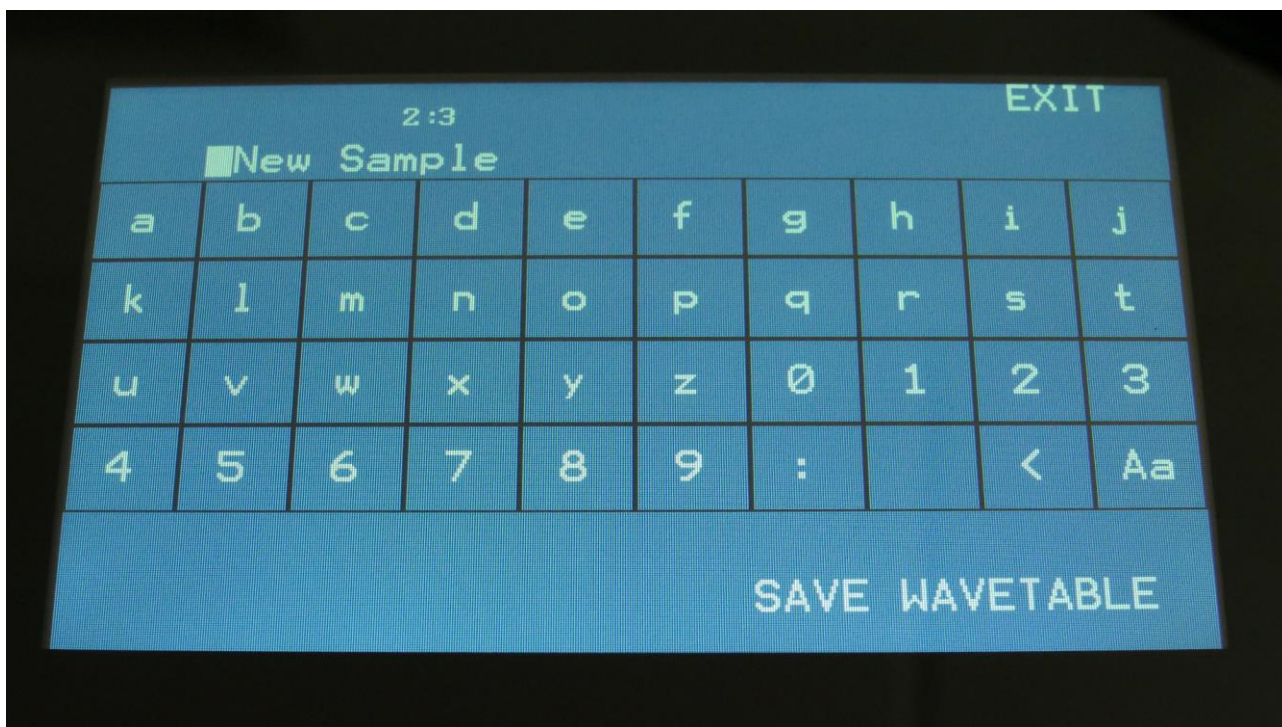 EXIT
2:3
New Sample
a b c d e f g h i j
k l m n o p q r s t
u v w x y z 0 1 2 3
4 5 6 7 8 9 : < Aa
SAVE WAVETABLE